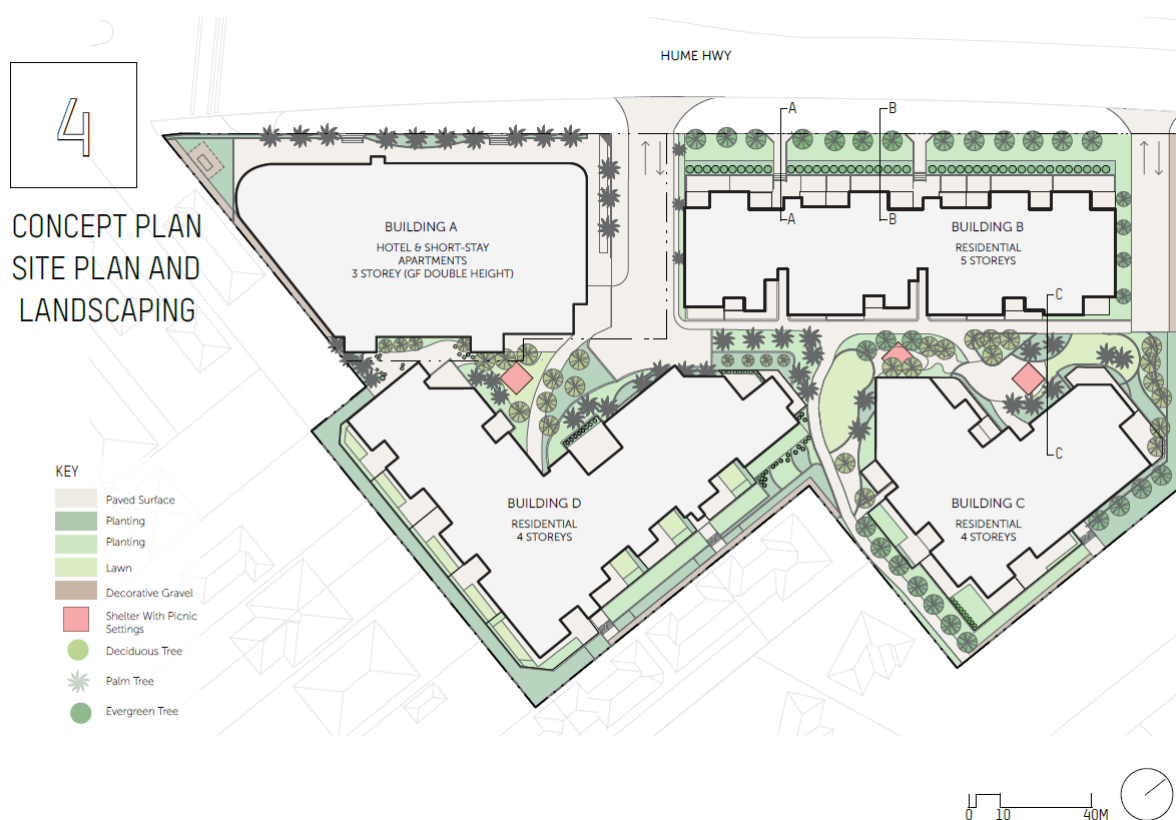 HUME HWY
4
CONCEPT PLAN
SITE PLAN AND
LANDSCAPING
A
B
A
B
BUILDING A
HOTEL & SHORT-STAY
APARTMENTS
3 STOREY (GF DOUBLE HEIGHT)
BUILDING B
RESIDENTIAL
5 STOREYS
C
C
BUILDING D
RESIDENTIAL
4 STOREYS
BUILDING C
RESIDENTIAL
4 STOREYS
KEY
Paved Surface
Planting
Planting
Lawn
Decorative Gravel
Shelter With Picnic
Settings
Deciduous Tree
Palm Tree
Evergreen Tree
0 10 40M